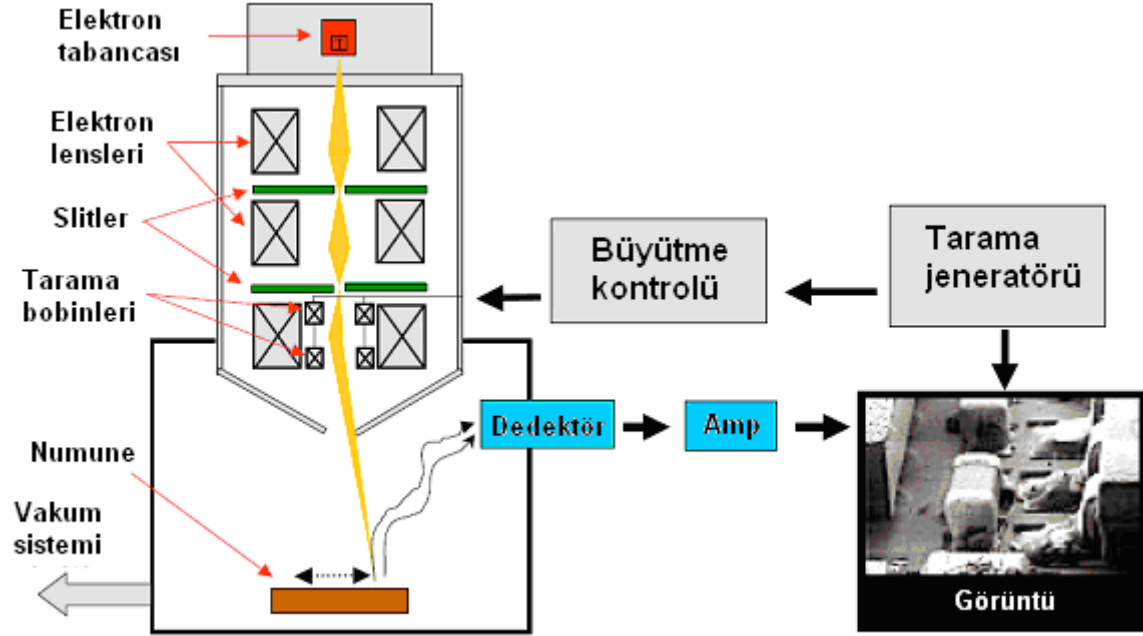 Elektron
tabancası
Elektron
lensleri
Slitler
Tarama
bobinleri
Büyütme
kontrolü
Tarama
jeneratörü
Dedektör
Amp
Numune
Vakum
sistemi
Görüntü